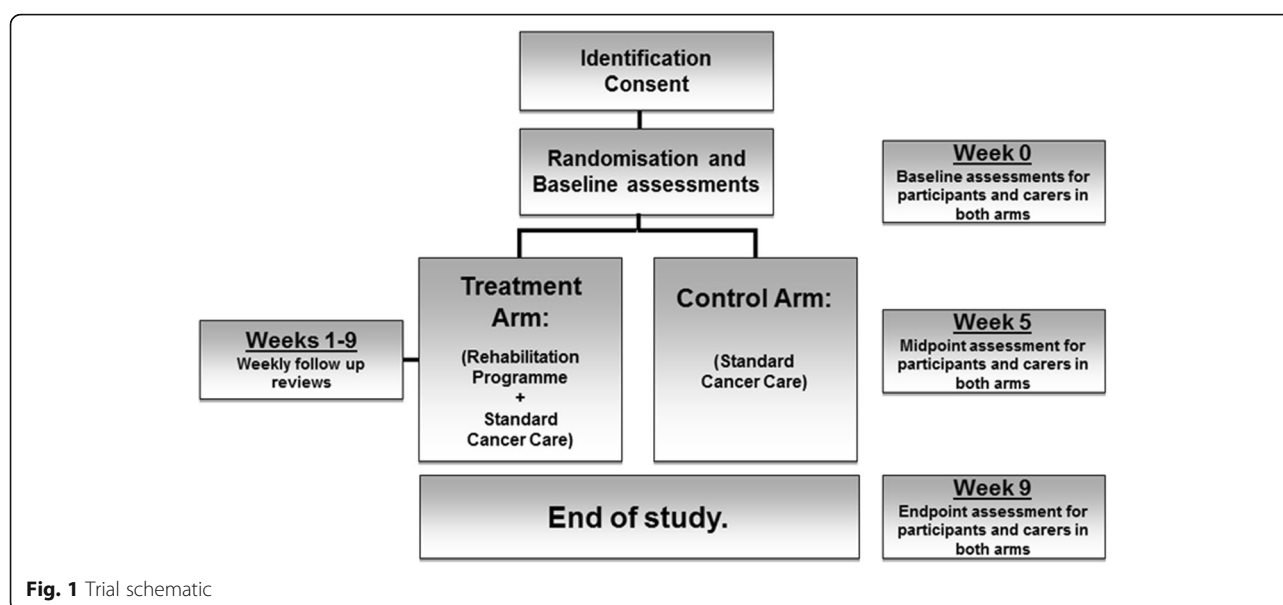 Identification
Consent
Randomisation and
Baseline assessments
Week 0
Baseline assessments for
participants and carers in
both arms
Treatment
Arm:
(Rehabilitation
Programme
+
Standard
Cancer Care)
Control Arm:
(Standard
Cancer Care)
Weeks 1-9
Weekly follow up
reviews
Week 5
Midpoint assessment for
participants and carers in
both arms
End of study.
Week 9
Endpoint assessment for
participants and carers in
both arms
Fig. 1 Trial schematic